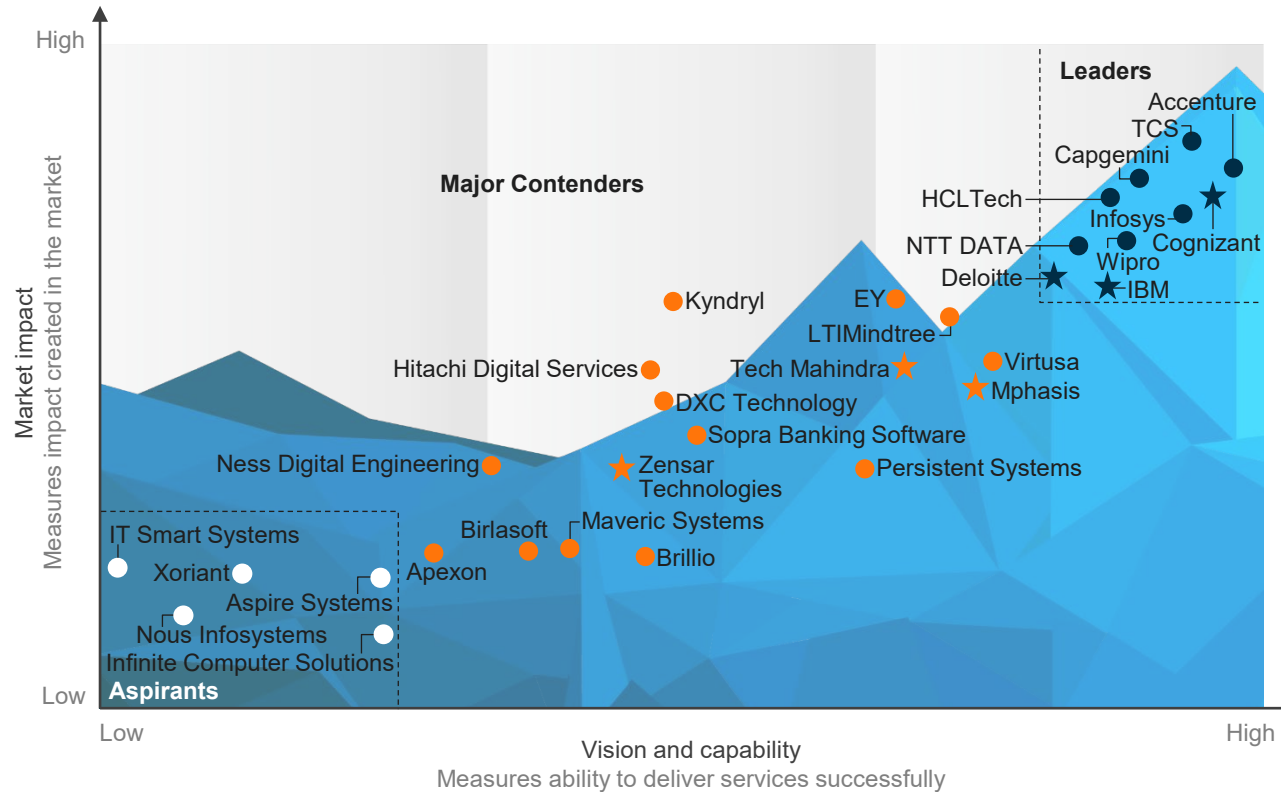 High
Leaders
Accenture
TCS
Capgemini
Major Contenders
HCLTech
Infosys
NTT DATA
Cognizant
Wipro
Deloitte
IBM
Kyndryl
EY
LTIMindtree
Hitachi Digital Services
Tech Mahindra
Virtusa
Mphasis
DXC Technology
Sopra Banking Software
Ness Digital Engineering
Zensar
Technologies
Persistent Systems
Maveric Systems
Birlasoft
IT Smart Systems
Xoriant
Apexon
Brillio
Aspire Systems
Nous Infosystems
Infinite Computer Solutions
Aspirants
Market impact
Measures impact created in the market
Low
Low
High
Vision and capability
Measures ability to deliver services successfully